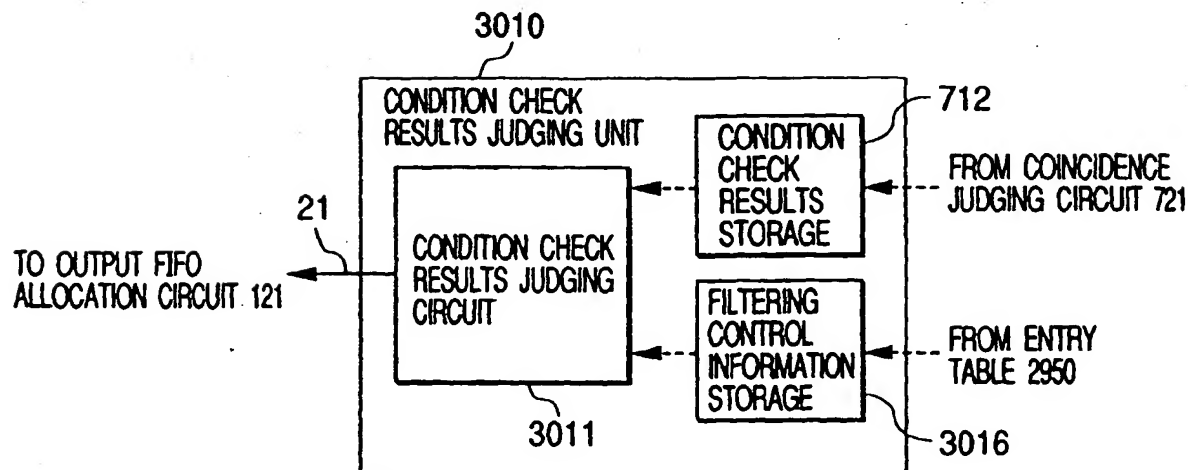 3010
CONDITION CHECK
RESULTS JUDGING UNIT
712
CONDITION
CHECK
RESULTS
STORAGE
FROM COINCIDENCE
JUDGING CIRCUIT 721
21
TO OUTPUT FIFO
ALLOCATION CIRCUIT 121
CONDITION CHECK
RESULTS JUDGING
CIRCUIT
FILTERING
CONTROL
INFORMATION
STORAGE
FROM ENTRY
TABLE 2950
3011
3016